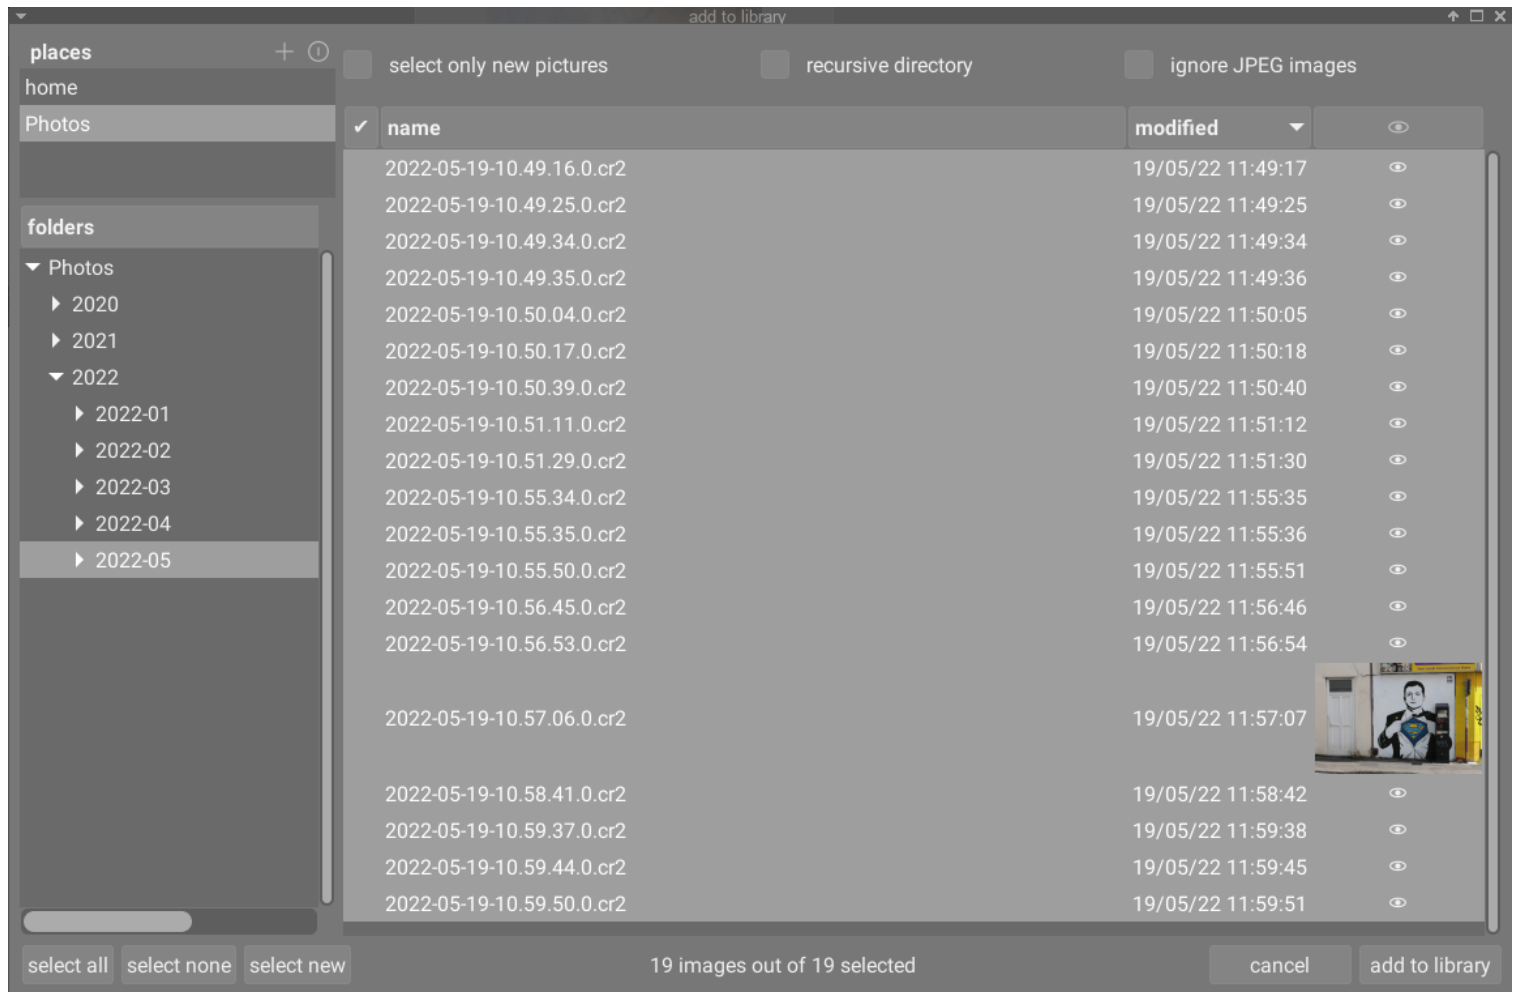 add to library
places
home
Photos
folders
Photos
2020
2021
2022
2022-01
2022-02
2022-03
2022-04
2022-05
select only new pictures recursive directory ignore JPEG images
name modified
2022-05-19-10.49.16.0.cr2 19/05/22 11:49:17
2022-05-19-10.49.25.0.cr2 19/05/22 11:49:25
2022-05-19-10.49.34.0.cr2 19/05/22 11:49:34
2022-05-19-10.49.35.0.cr2 19/05/22 11:49:36
2022-05-19-10.50.04.0.cr2 19/05/22 11:50:05
2022-05-19-10.50.17.0.cr2 19/05/22 11:50:18
2022-05-19-10.50.39.0.cr2 19/05/22 11:50:40
2022-05-19-10.51.11.0.cr2 19/05/22 11:51:12
2022-05-19-10.51.29.0.cr2 19/05/22 11:51:30
2022-05-19-10.55.34.0.cr2 19/05/22 11:55:35
2022-05-19-10.55.35.0.cr2 19/05/22 11:55:36
2022-05-19-10.55.50.0.cr2 19/05/22 11:55:51
2022-05-19-10.56.45.0.cr2 19/05/22 11:56:46
2022-05-19-10.56.53.0.cr2 19/05/22 11:56:54
2022-05-19-10.57.06.0.cr2 19/05/22 11:57:07
2022-05-19-10.58.41.0.cr2 19/05/22 11:58:42
2022-05-19-10.59.37.0.cr2 19/05/22 11:59:38
2022-05-19-10.59.44.0.cr2 19/05/22 11:59:45
2022-05-19-10.59.50.0.cr2 19/05/22 11:59:51
select all select none select new 19 images out of 19 selected cancel add to library